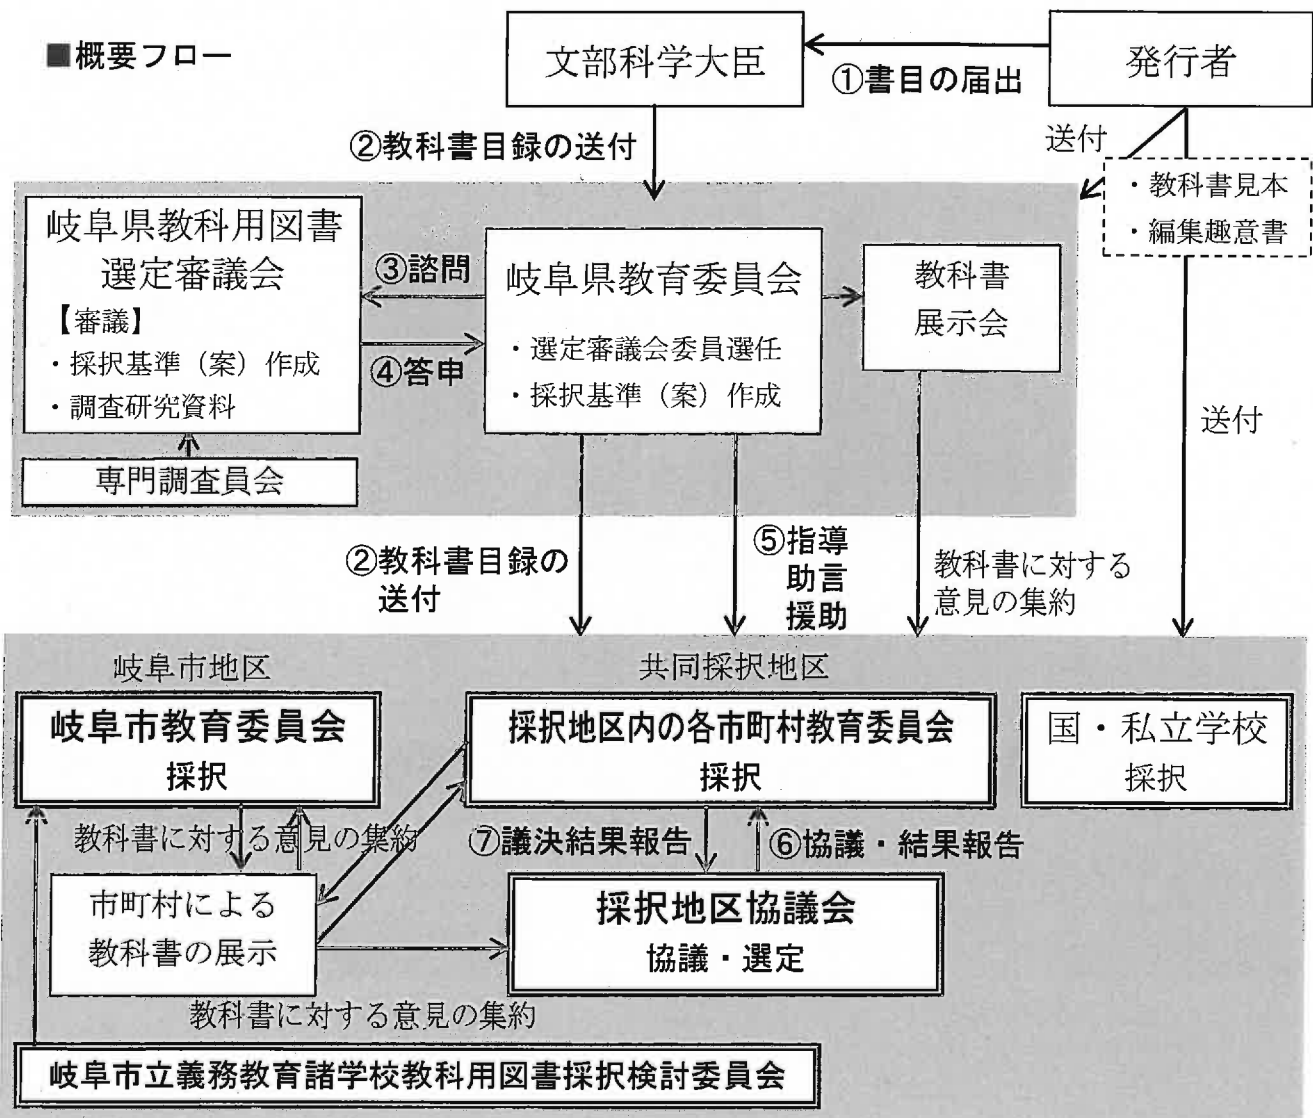 ■概要フロー
文部科学大臣
発行者
①書目の届出
②教科書目録の送付
送付
・教科書見本
・編集趣意書
岐阜県教科用図書
選定審議会
【審議】
・採択基準（案）作成
・調査研究資料
③諮問
④答申
岐阜県教育委員会
・選定審議会委員選任
・採択基準（案）作成
教科書
展示会
専門調査員会
送付
②教科書目録の
送付
⑤指導
助言
援助
教科書に対する
意見の集約
岐阜市地区
共同採択地区
岐阜市教育委員会
採択
採択地区内の各市町村教育委員会
採択
国・私立学校
採択
教科書に対する意見の集約
⑦議決結果報告
⑥協議・結果報告
市町村による
教科書の展示
採択地区協議会
協議・選定
教科書に対する意見の集約
岐阜市立義務教育諸学校教科用図書採択検討委員会